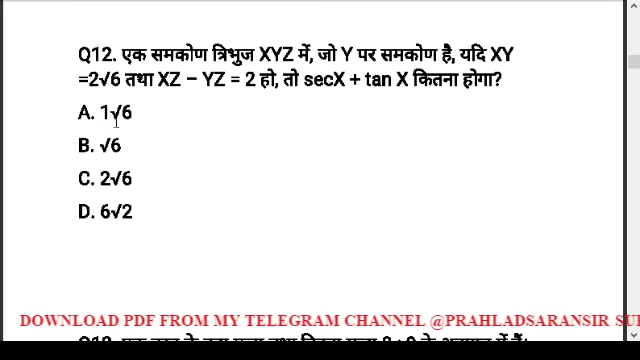 Q12. एक समकोण त्रिभुज XYZ में, जो Y पर समकोण है, यदि XY
=2√6 तथा XZ – YZ = 2 हो, तो secX + tan X कितना होगा?
A. 1√6
B. √6
C. 2√6
D. 6√2
DOWNLOAD PDF FROM MY TELEGRAM CHANNEL @PRAHLADSARANSIR